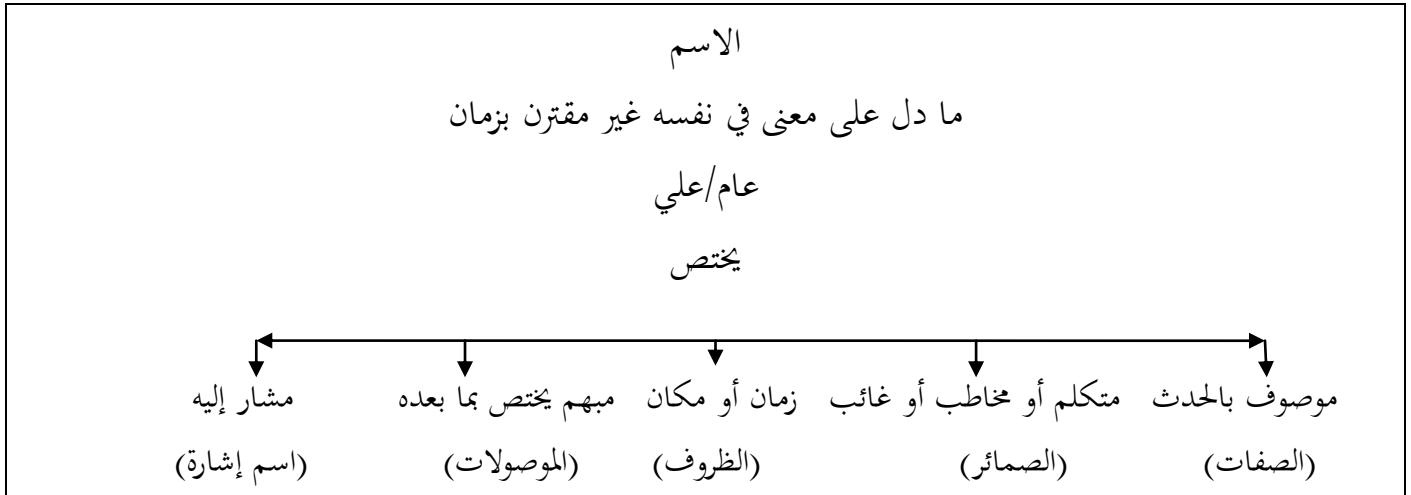 الاسم
ما دل على معنى في نفسه غير مقترن بزمان
عام/علي
يختص
موصوف بالحدث متكلم أو مخاطب أو غائب زمان أو مكان مبهم يختص بما بعده مشار إليه
(الصفات) (الصمائر) (الظروف) (الموصولات) (اسم إشارة)